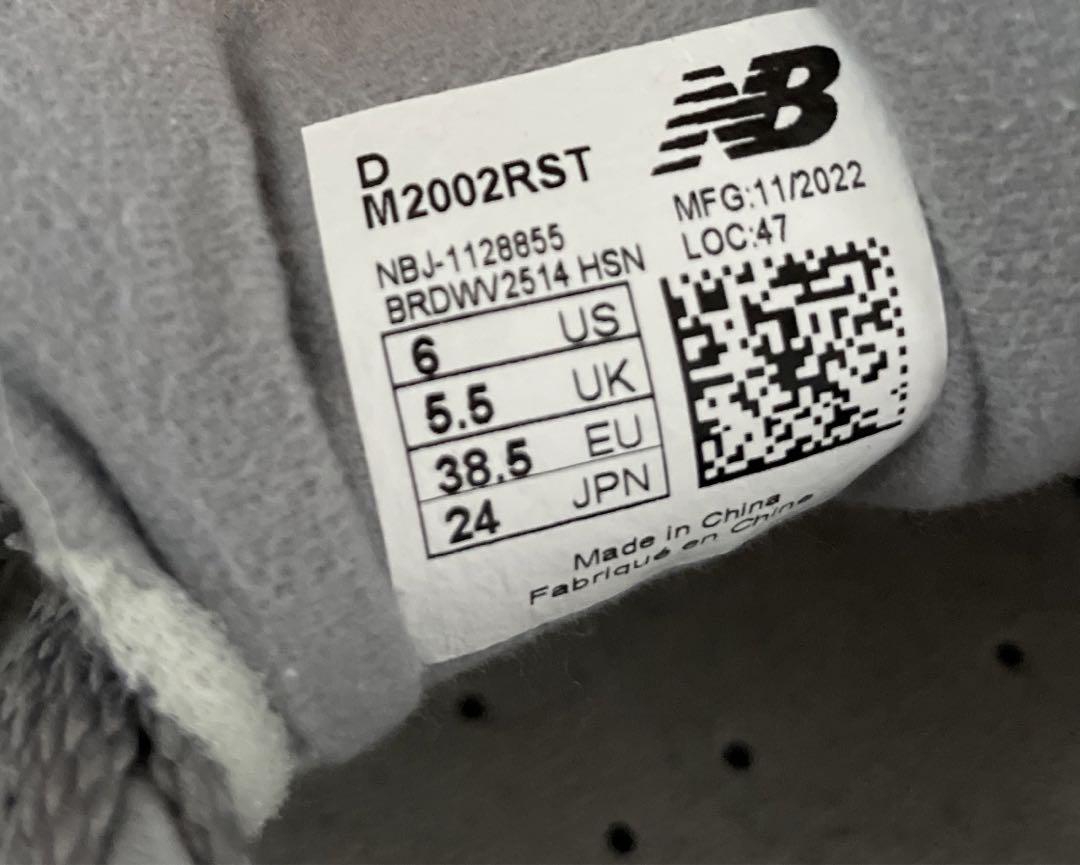 NB
D
M2002RST
MFG:11/2022
LOC:47
NBJ-1128855
BRDWV2514 HSN
6 US
5.5 UK
38.5 EU
24 JPN
Made in China
Fabriqué en Chine